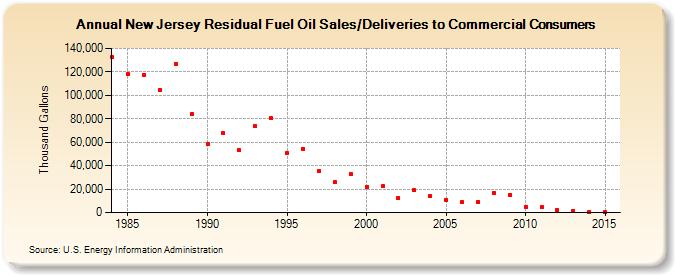 Annual New Jersey Residual Fuel Oil Sales/Deliveries to Commercial Consumers
Thousand Gallons
140,000
120,000
100,000
80,000
60,000
40,000
20,000
0
1985 1990 1995 2000 2005 2010 2015
Source: U.S. Energy Information Administration